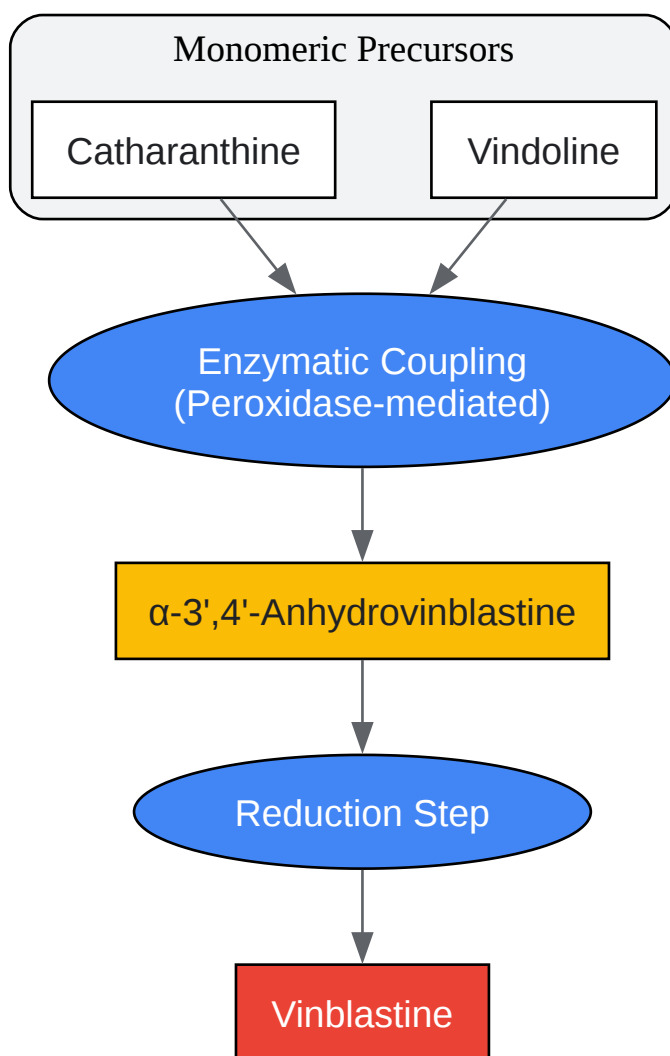 Monomeric Precursors
Catharanthine
Vindoline
Enzymatic Coupling
(Peroxidase-mediated)
α-3',4'-Anhydrovinblastine
Reduction Step
Vinblastine